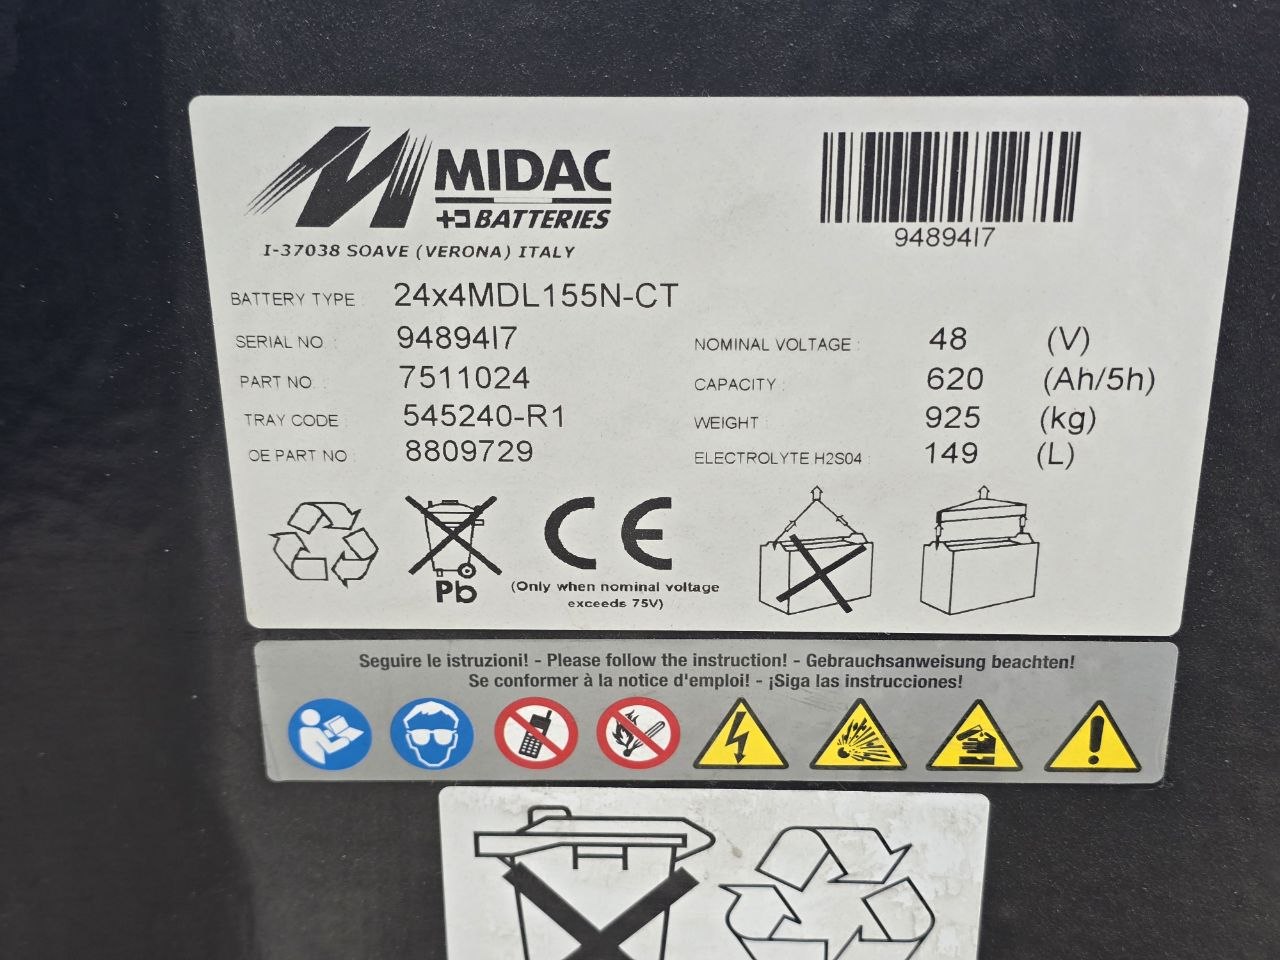 MIDAC
BATTERIES
I-37038 SOAVE (VERONA) ITALY
94894I7
BATTERY TYPE : 24x4MDL155N-CT
SERIAL NO : 94894I7
PART NO : 7511024
TRAY CODE : 545240-R1
OE PART NO : 8809729
NOMINAL VOLTAGE : 48 (V)
CAPACITY : 620 (Ah/5h)
WEIGHT : 925 (kg)
ELECTROLYTE H2S04 : 149 (L)
Pb
CE
(Only when nominal voltage
exceeds 75V)
Seguire le istruzioni! - Please follow the instruction! - Gebrauchsanweisung beachten!
Se conformer à la notice d'emploi! - ¡Siga las instrucciones!